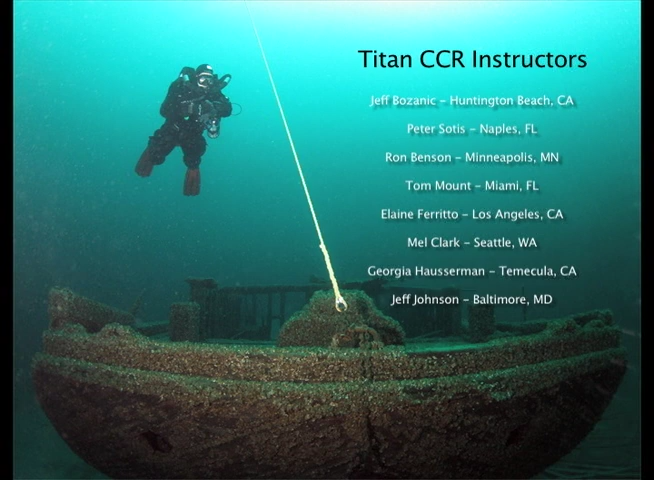 Titan CCR Instructors
Jeff Bozanic - Huntington Beach, CA
Peter Sotis - Naples, FL
Ron Benson - Minneapolis, MN
Tom Mount - Miami, FL
Elaine Ferritto - Los Angeles, CA
Mel Clark - Seattle, WA
Georgia Hausserman - Temecula, CA
Jeff Johnson - Baltimore, MD